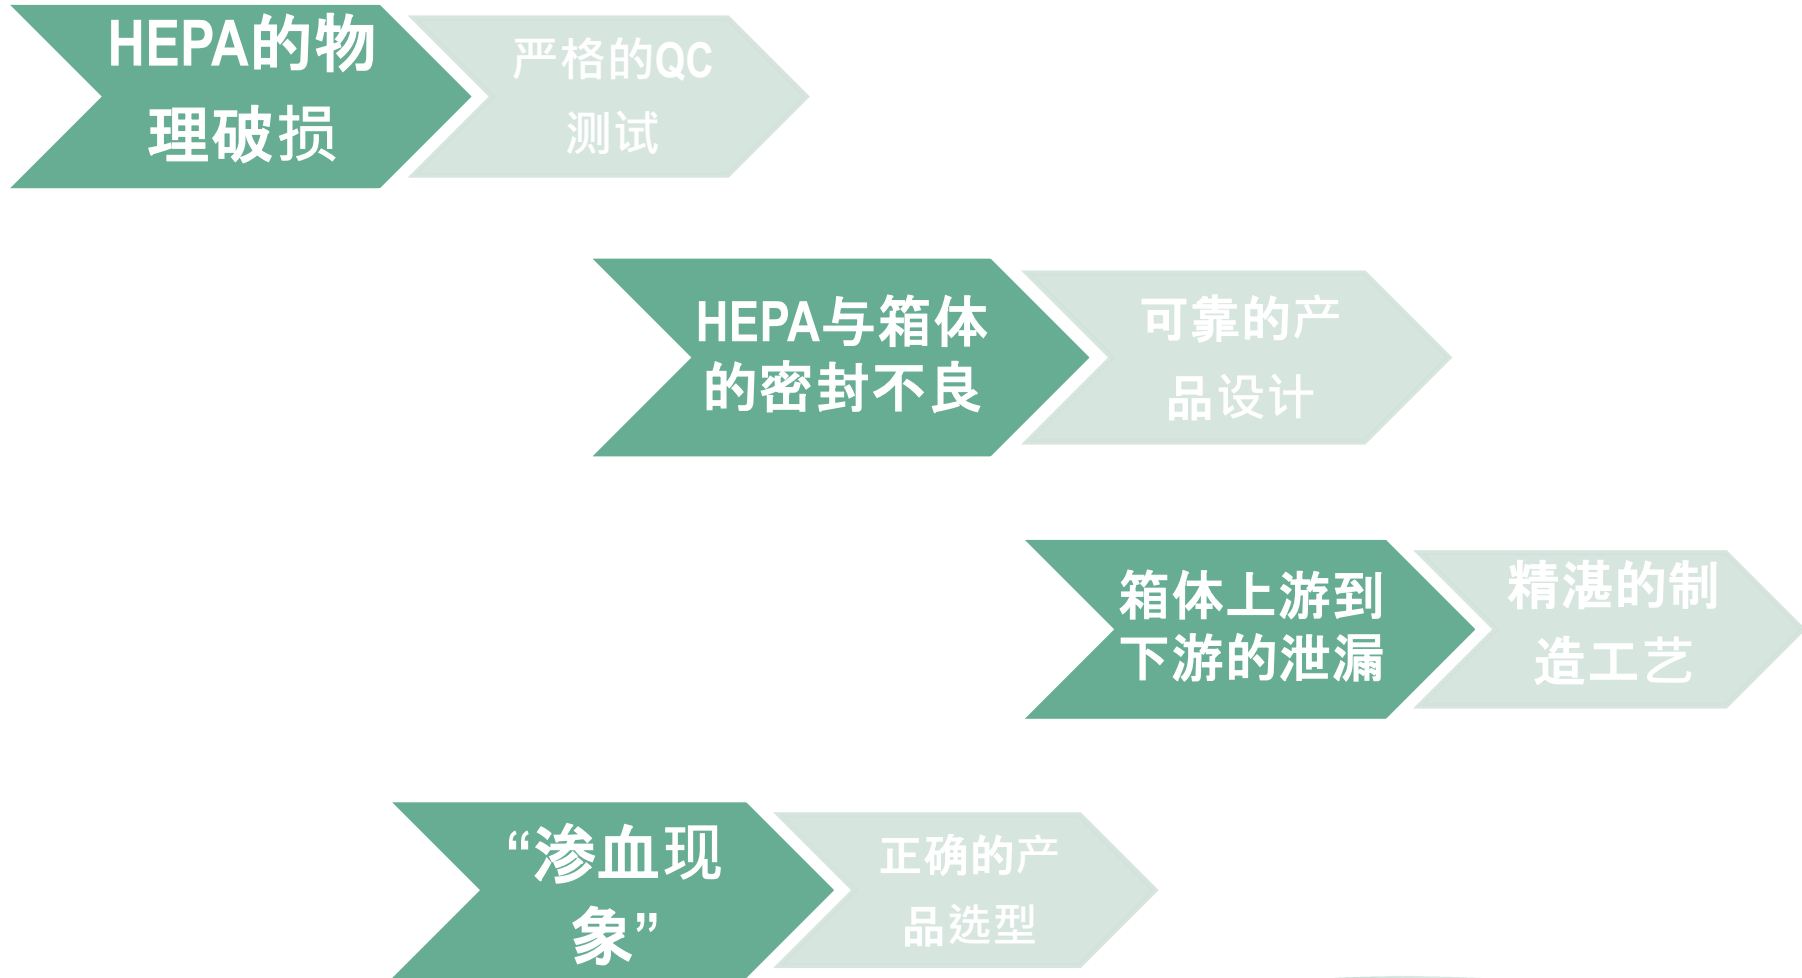 HEPA的物
理破损
严格的QC
测试
HEPA与箱体
的密封不良
可靠的产
品设计
箱体上游到
下游的泄漏
精湛的制
造工艺
“渗血现
象”
正确的产
品选型